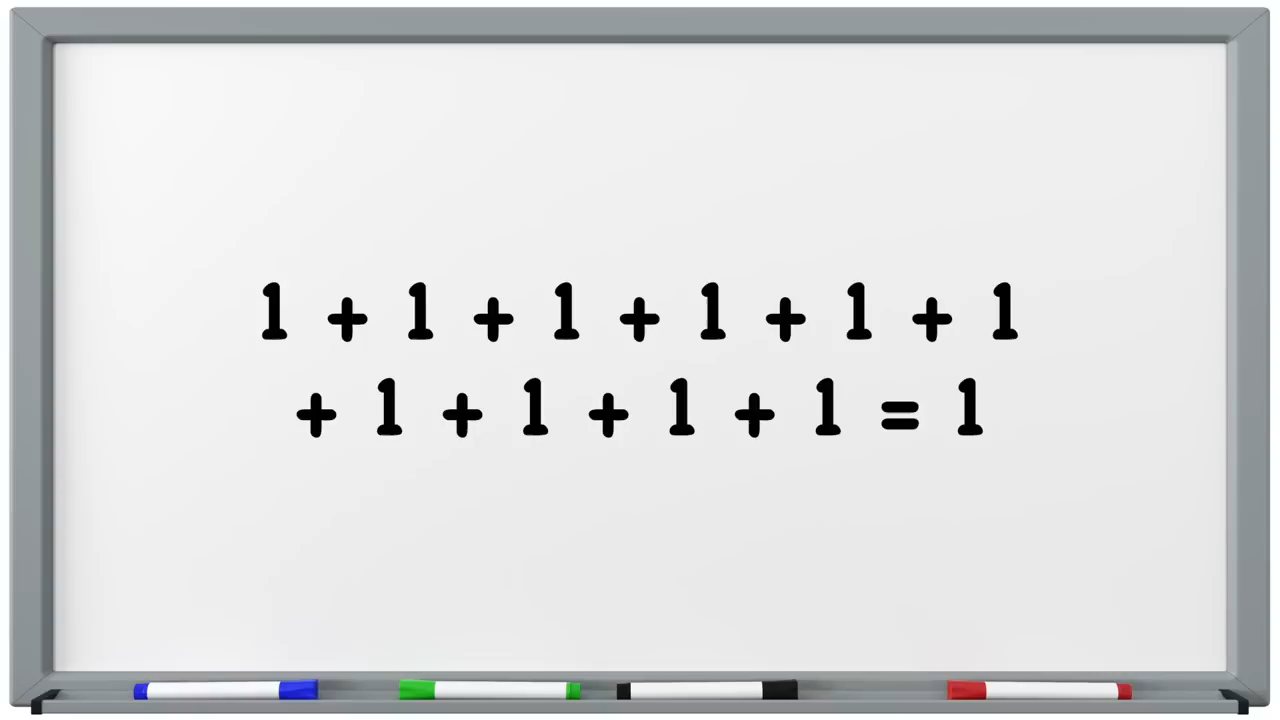 1 + 1 + 1 + 1 + 1 + 1
+ 1 + 1 + 1 + 1 = 1